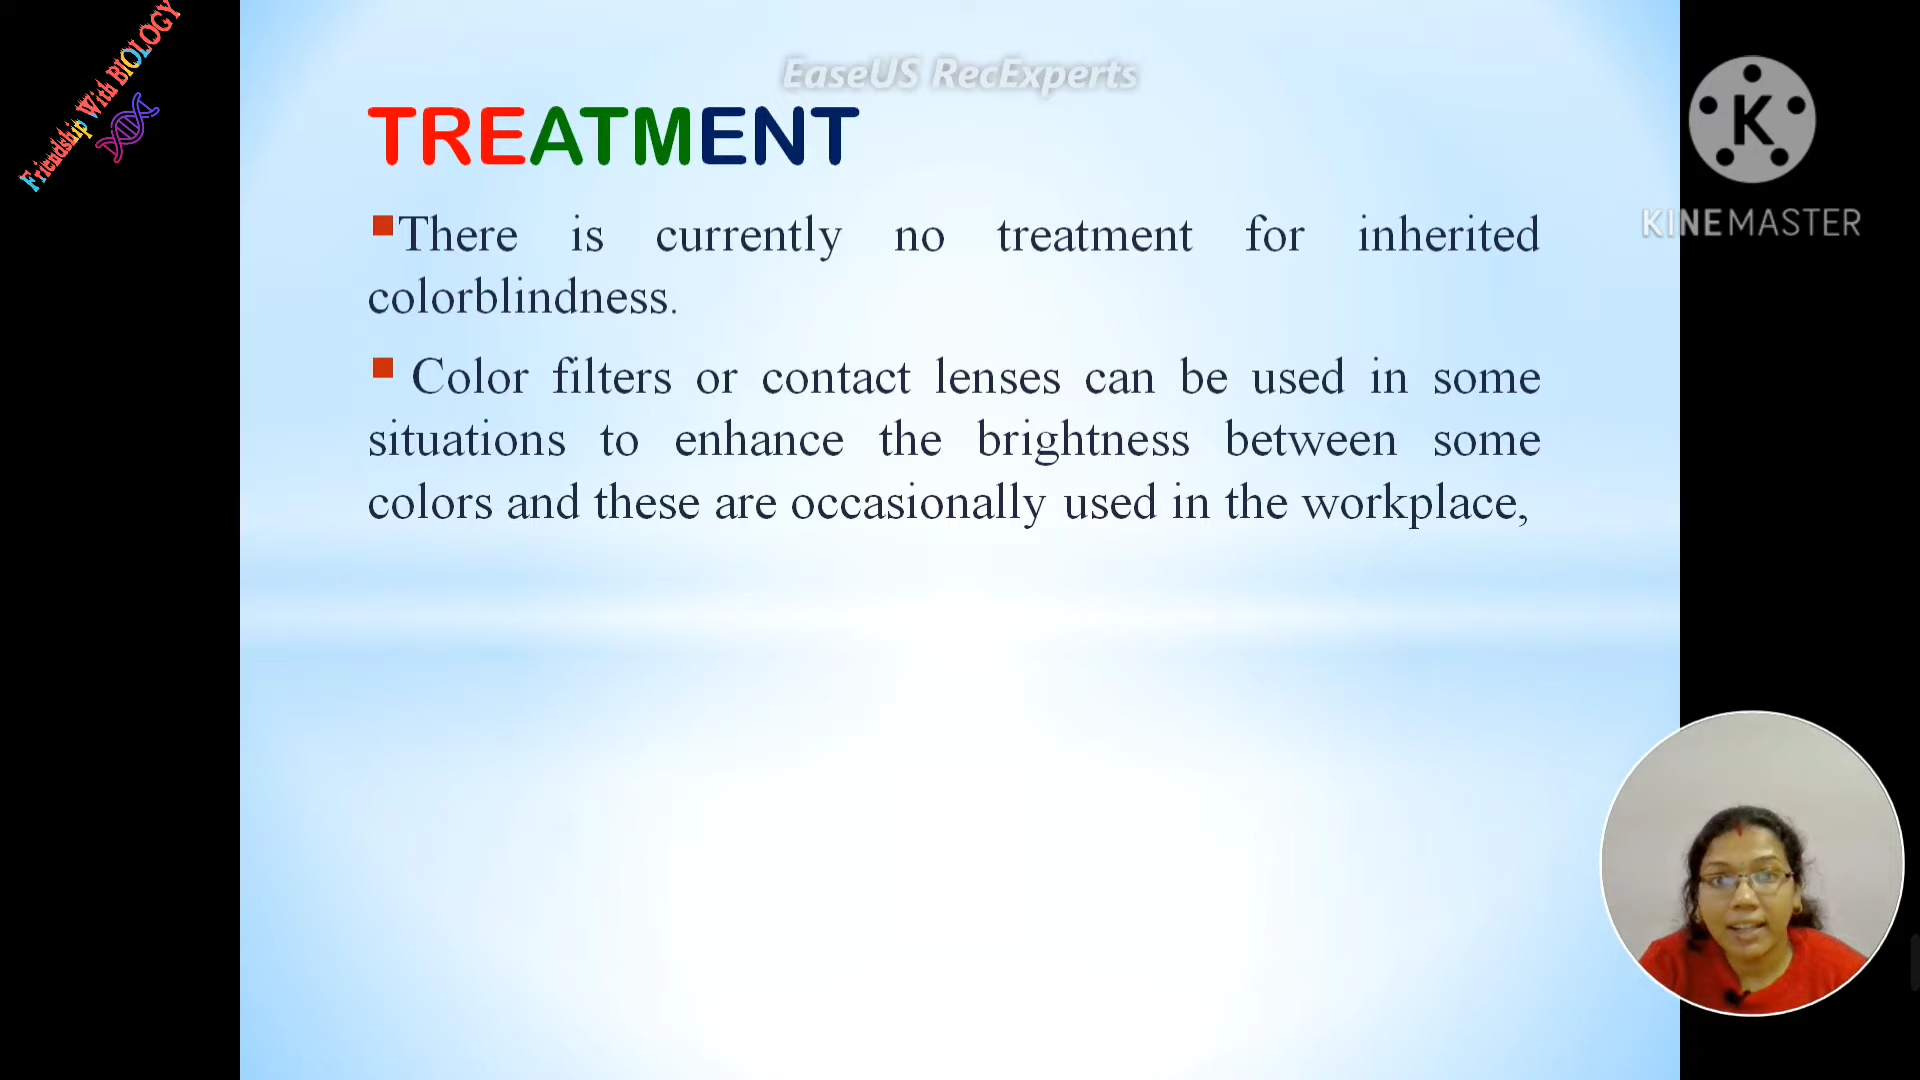 Friendship With BIOLOGY
EaseUS RecExperts
K
KINEMASTER
TREATMENT
There is currently no treatment for inherited
colorblindness.
Color filters or contact lenses can be used in some
situations to enhance the brightness between some
colors and these are occasionally used in the workplace,